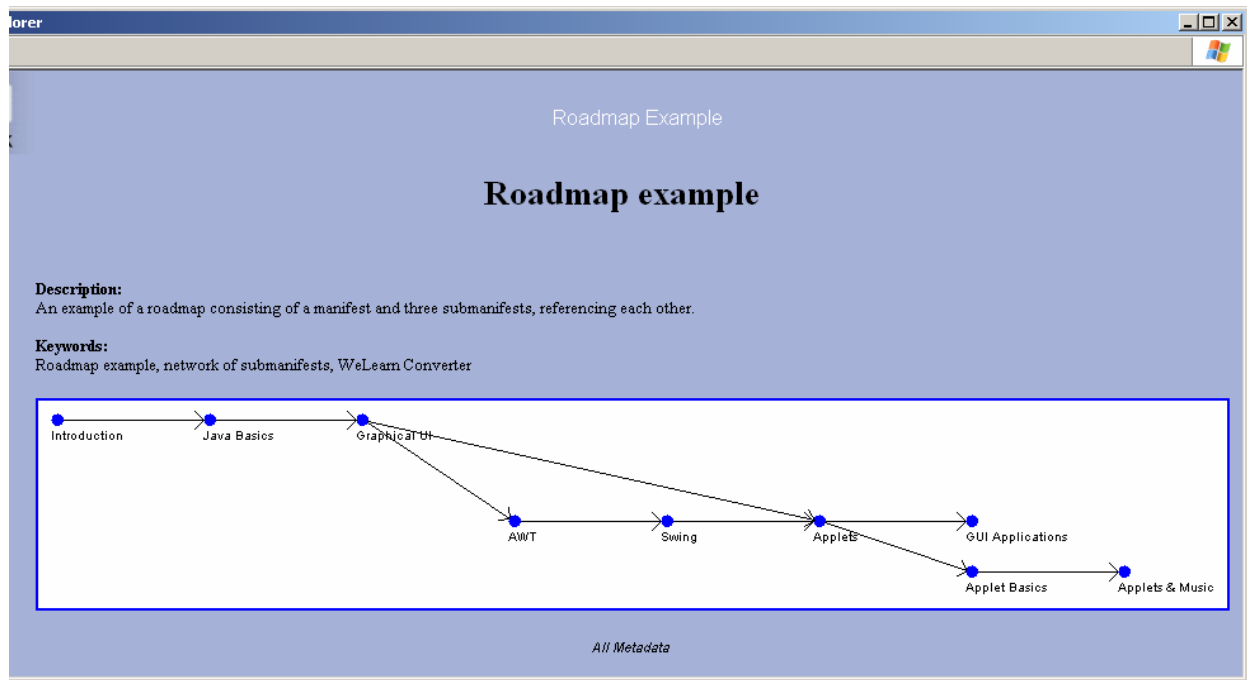 lorer
Roadmap Example
Roadmap example
Description:
An example of a roadmap consisting of a manifest and three submanifests, referencing each other.
Keywords:
Roadmap example, network of submanifests, WeLearn Converter
Introduction
Java Basics
Graphical UI
AWT
Swing
Applets
GUI Applications
Applet Basics
Applets & Music
All Metadata